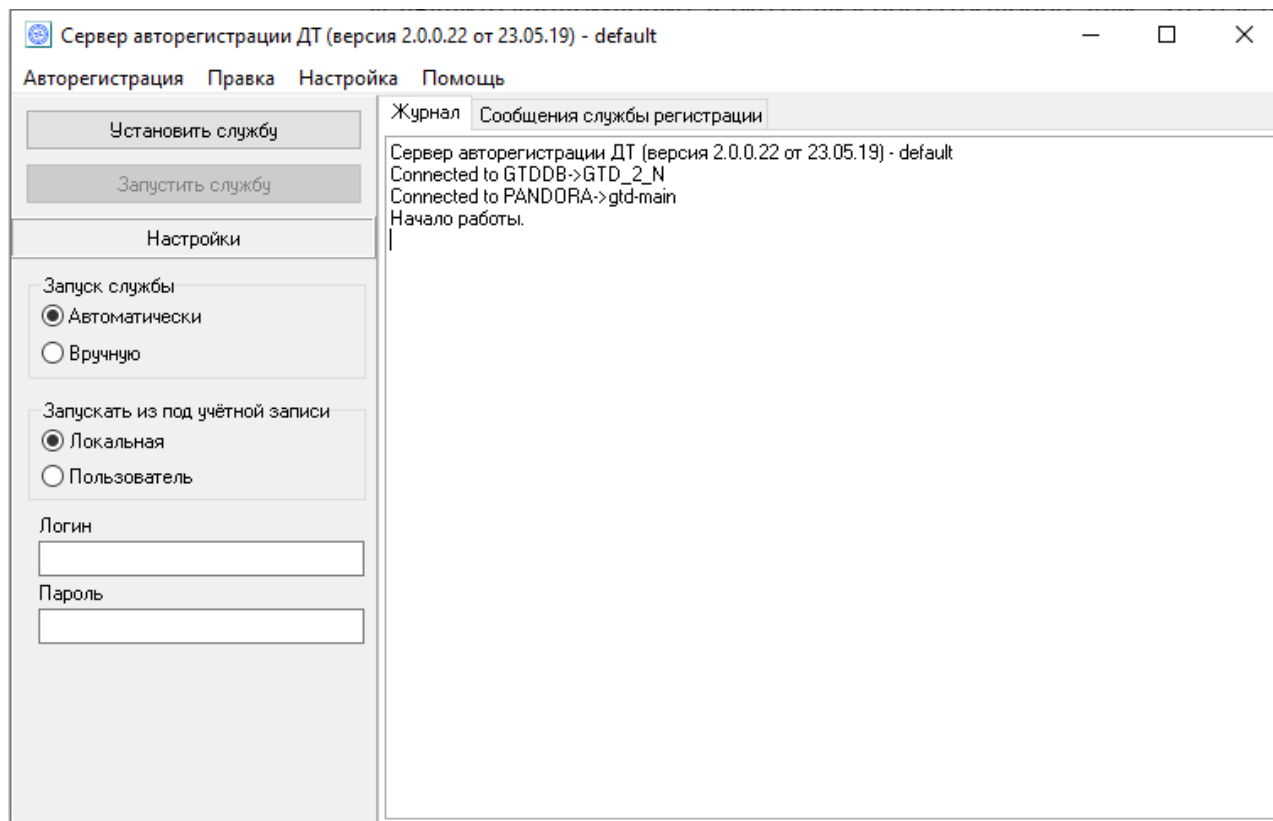 Сервер авторегистрации ДТ (версия 2.0.0.22 от 23.05.19) - default
Авторегистрация Правка Настройка Помощь
Установить службу
Запустить службу
Настройки
Запуск службы
Автоматически
Вручную
Запускать из под учётной записи
Локальная
Пользователь
Логин
Пароль
Журнал Сообщения службы регистрации
Сервер авторегистрации ДТ (версия 2.0.0.22 от 23.05.19) - default
Connected to GTDDB->GTD_2_N
Connected to PANDORA->gtd-main
Начало работы.